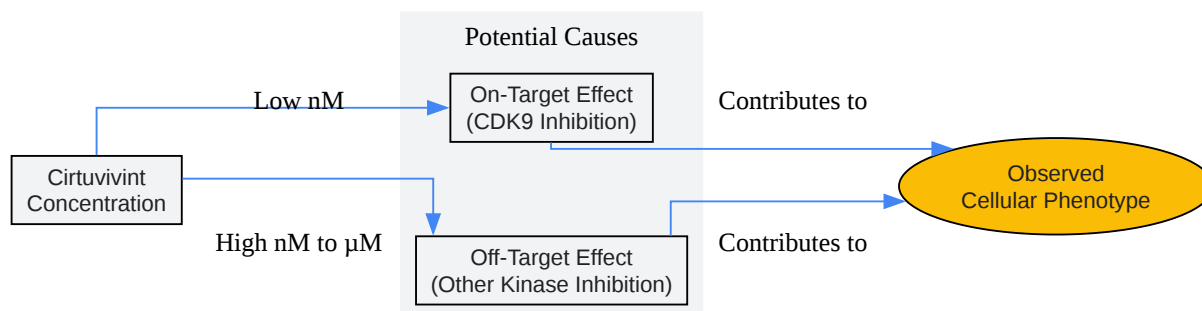 Potential Causes
Low nM
On-Target Effect
(CDK9 Inhibition)
Contributes to
Cirtuvivint
Concentration
Observed
Cellular Phenotype
High nM to µM
Off-Target Effect
(Other Kinase Inhibition)
Contributes to